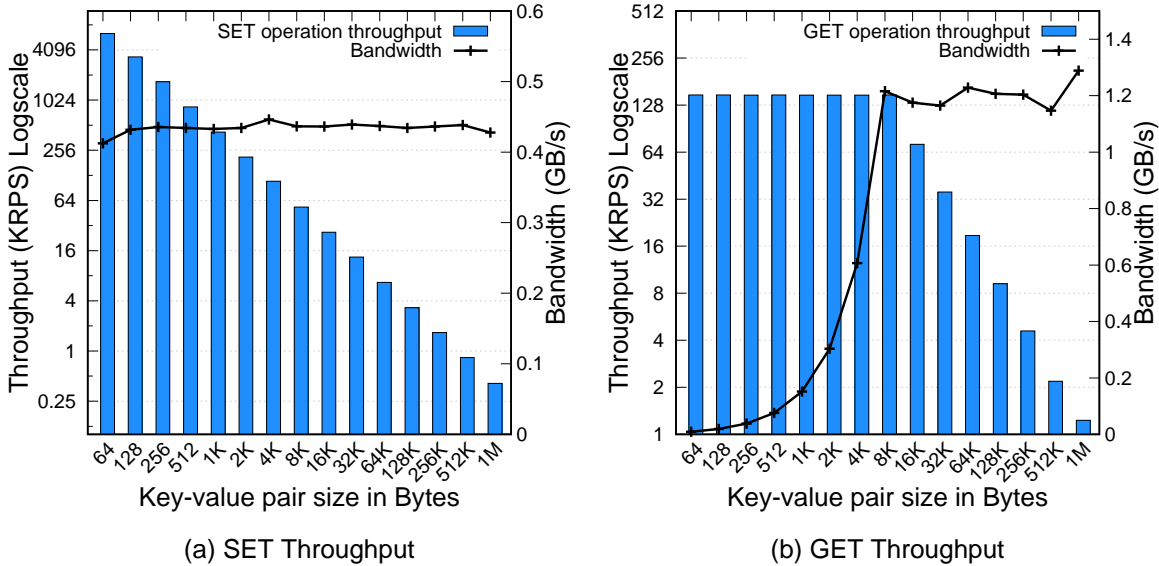 SET operation throughput
Bandwidth
Throughput (KRPS) Logscale
4096
1024
256
64
16
4
1
0.25
0.6
0.5
0.4
0.3
0.2
0.1
0
Bandwidth (GB/s)
64 128 256 512 1K 2K 4K 8K 16K 32K 64K 128K 256K 512K 1M
Key-value pair size in Bytes
(a) SET Throughput
GET operation throughput
Bandwidth
Throughput (KRPS) Logscale
512
256
128
64
32
16
8
4
2
1
1.4
1.2
1
0.8
0.6
0.4
0.2
0
Bandwidth (GB/s)
64 128 256 512 1K 2K 4K 8K 16K 32K 64K 128K 256K 512K 1M
Key-value pair size in Bytes
(b) GET Throughput